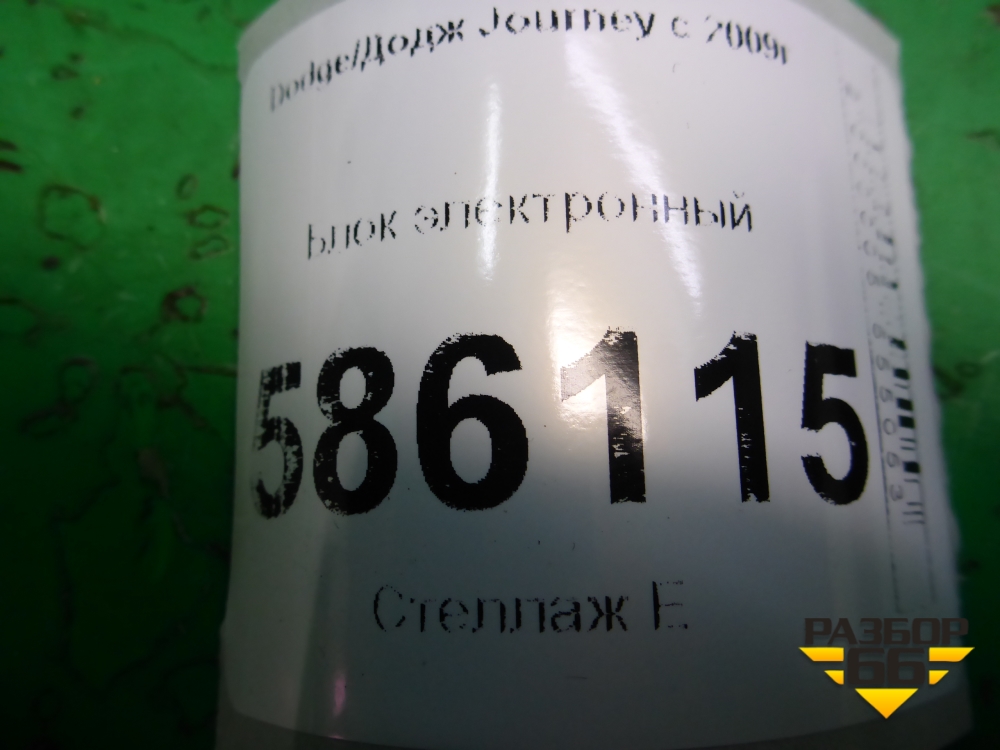 Dodge/Додж Journey с 2009г
Блок электронный
586115
Стеллаж Е
РАЗБОР
66